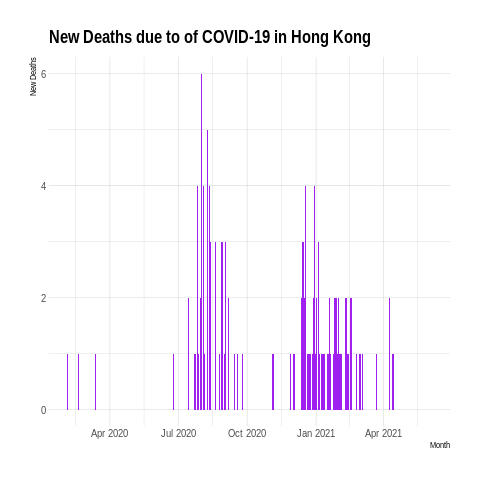 New Deaths due to of COVID-19 in Hong Kong
New Deaths
6
4
2
0
Apr 2020 Jul 2020 Oct 2020 Jan 2021 Apr 2021
Month